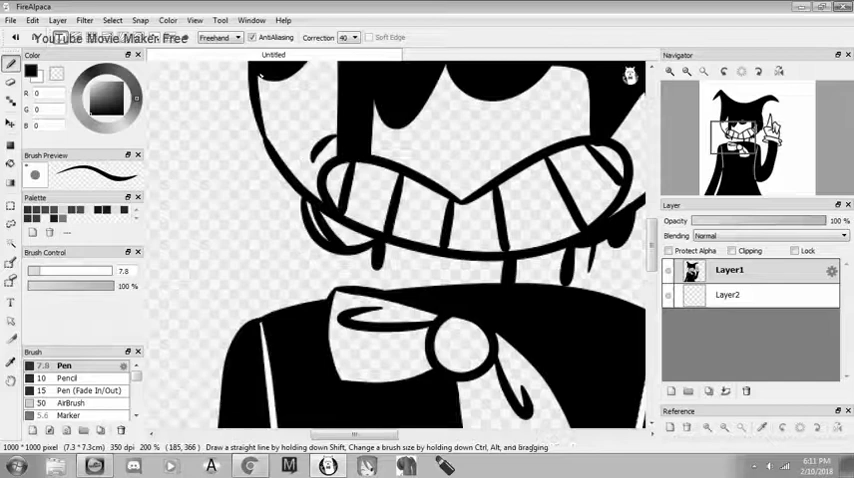 FireAlpaca
File Edit Layer Filter Select Snap Color View Tool Window Help
YouTube Movie Maker Free
Freehand AntiAliasing Correction 40 Soft Edge
Color
Untitled
Navigator
R 0
G 0
B 0
Brush Preview
Palette
---
Layer
Opacity 100 %
Blending Normal
Protect Alpha Clipping Lock
Brush Control
7.8
100 %
Layer1
Layer2
Brush
7.8 Pen
10 Pencil
15 Pen (Fade In/Out)
50 AirBrush
5.6 Marker
Reference
1000 * 1000 pixel (7.3 * 7.3cm) 350 dpi 200 % (185, 366) Draw a straight line by holding down Shift, Change a brush size by holding down Ctrl, Alt, and dragging
6:11 PM
2/10/2018